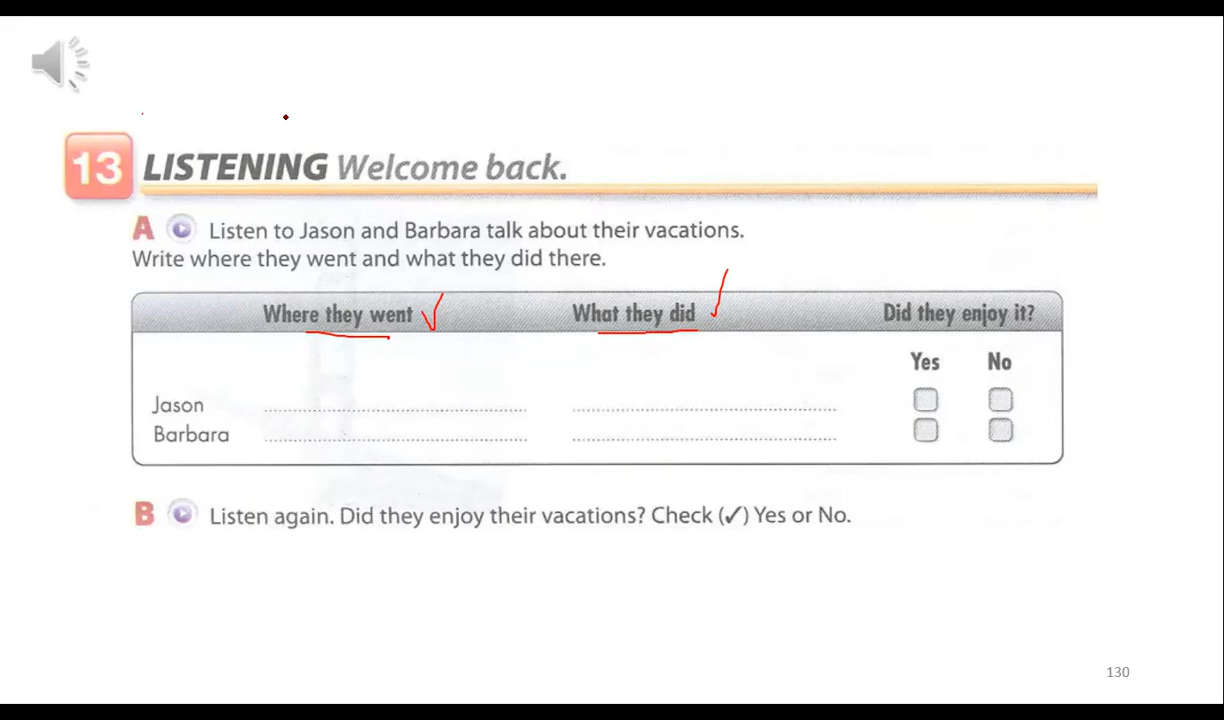 13 LISTENING Welcome back.
A Listen to Jason and Barbara talk about their vacations.
Write where they went and what they did there.
Where they went What they did Did they enjoy it?
Yes No
Jason
Barbara
B Listen again. Did they enjoy their vacations? Check (✓) Yes or No.
130